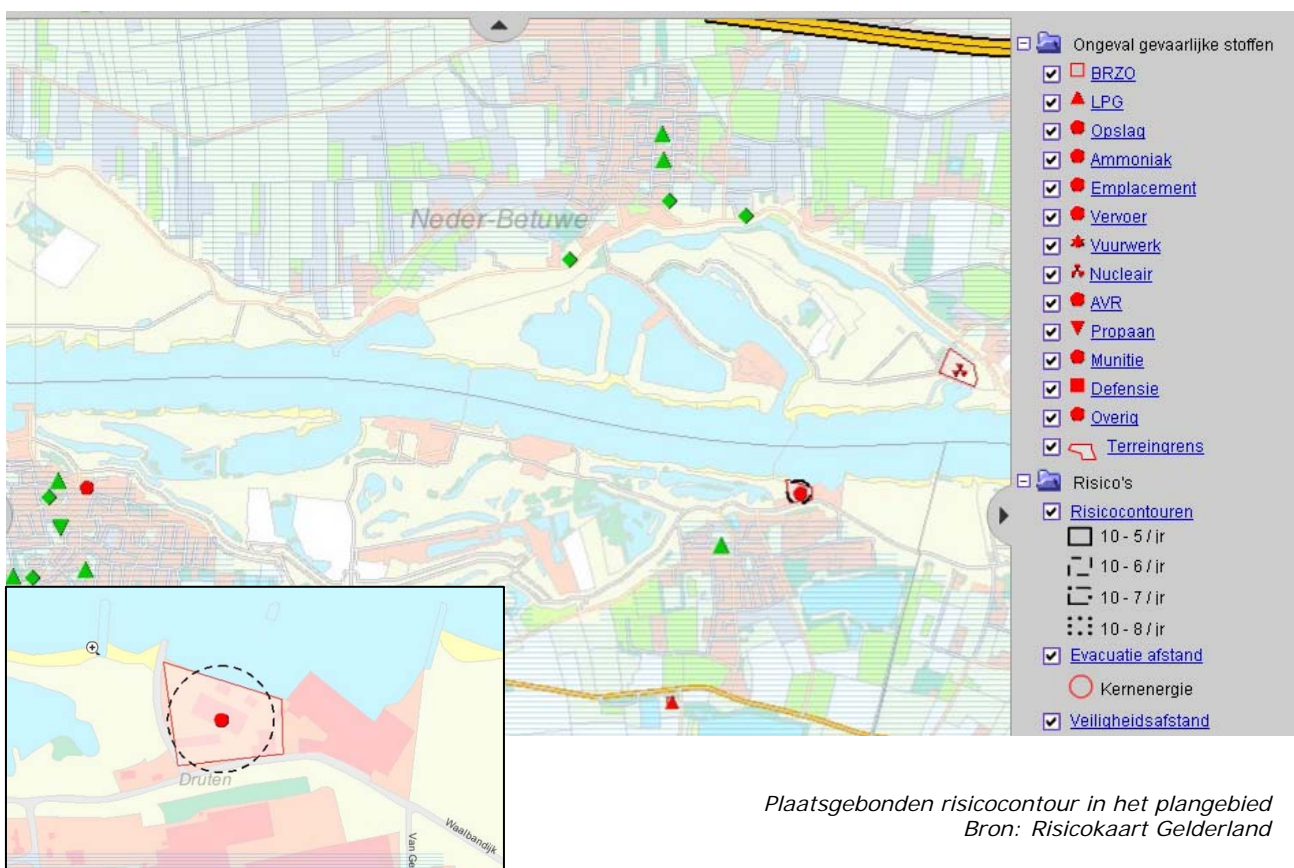 Neder-Betuwe
Ongeval gevaarlijke stoffen
BRZO
LPG
Opslag
Ammoniak
Emplacement
Vervoer
Vuurwerk
Nucleair
AVR
Propaan
Munitie
Defensie
Overig
Terreingrens
Risico's
Risicocontouren
10 - 5 / jr
10 - 6 / jr
10 - 7 / jr
10 - 8 / jr
Evacuatie afstand
Kernenergie
Veiligheidsafstand
Druten
Waalbandijk
Van Ge
Plaatsgebonden risicocontour in het plangebied
Bron: Risicokaart Gelderland